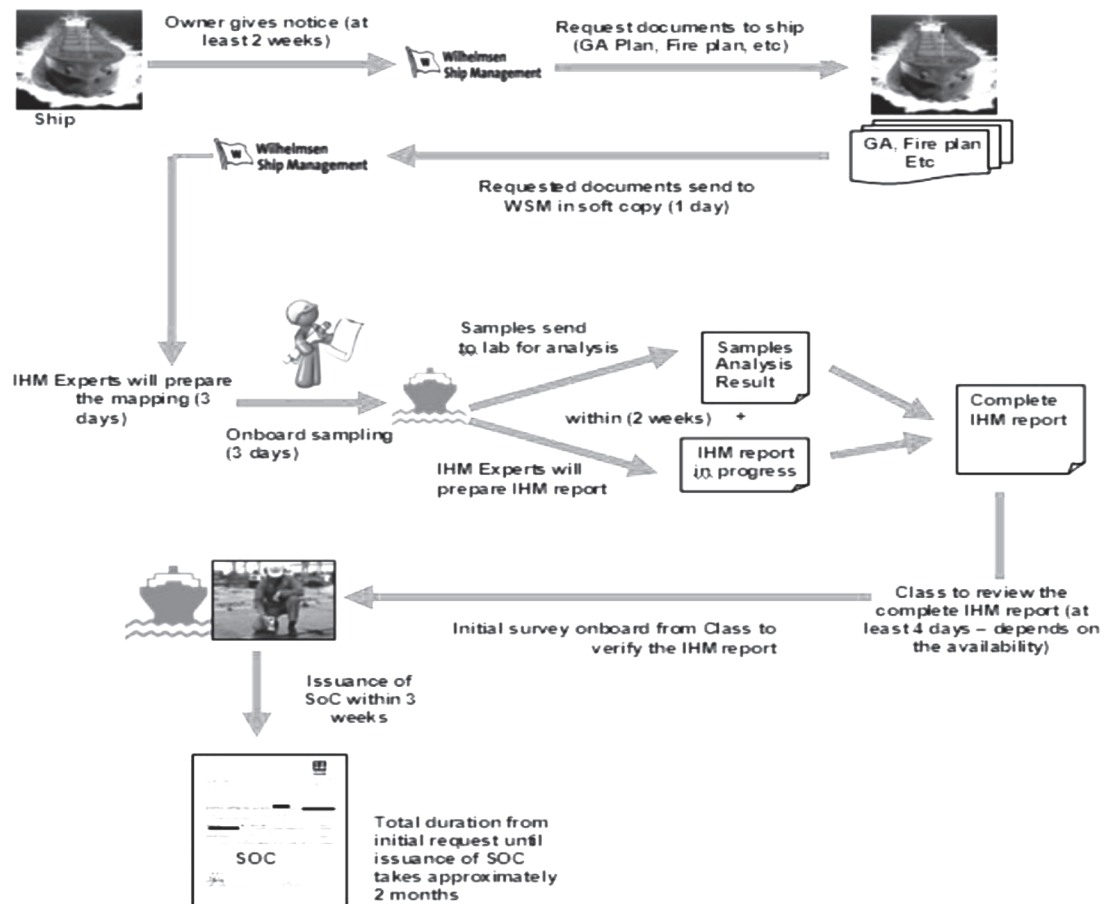 Owner gives notice (at
least 2 weeks)
Request documents to ship
(GA Plan, Fire plan, etc)
W
Wilhelmsen
Ship Management
Ship
GA, Fire plan
Etc
W
Wilhelmsen
Ship Management
Requested documents send to
WSM in soft copy (1 day)
IHM Experts will prepare
the mapping (3
days)
Onboard sampling
(3 days)
Samples send
to lab for analysis
Samples
Analysis
Result
within (2 weeks) +
IHM Experts will
prepare IHM report
IHM report
in progress
Complete
IHM report
Class to review the
complete IHM report (at
least 4 days – depends on
the availability)
Initial survey onboard from Class to
verify the IHM report
Issuance of
SoC within 3
weeks
SOC
Total duration from
initial request until
issuance of SOC
takes approximately
2 months